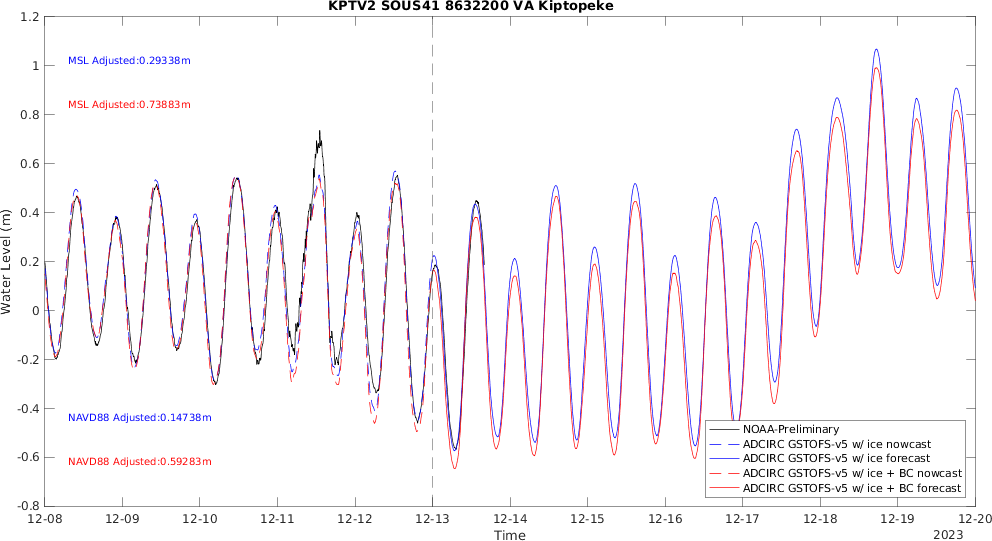 KPTV2 SOUS41 8632200 VA Kiptopeke
1.2
1
0.8
0.6
0.4
0.2
0
-0.2
-0.4
-0.6
-0.8
Water Level (m)
MSL Adjusted:0.29338m
MSL Adjusted:0.73883m
NAVD88 Adjusted:0.14738m
NAVD88 Adjusted:0.59283m
NOAA-Preliminary
ADCIRC GSTOFS-v5 w/ ice nowcast
ADCIRC GSTOFS-v5 w/ ice forecast
ADCIRC GSTOFS-v5 w/ ice + BC nowcast
ADCIRC GSTOFS-v5 w/ ice + BC forecast
12-08 12-09 12-10 12-11 12-12 12-13 12-14 12-15 12-16 12-17 12-18 12-19 12-20
Time
2023